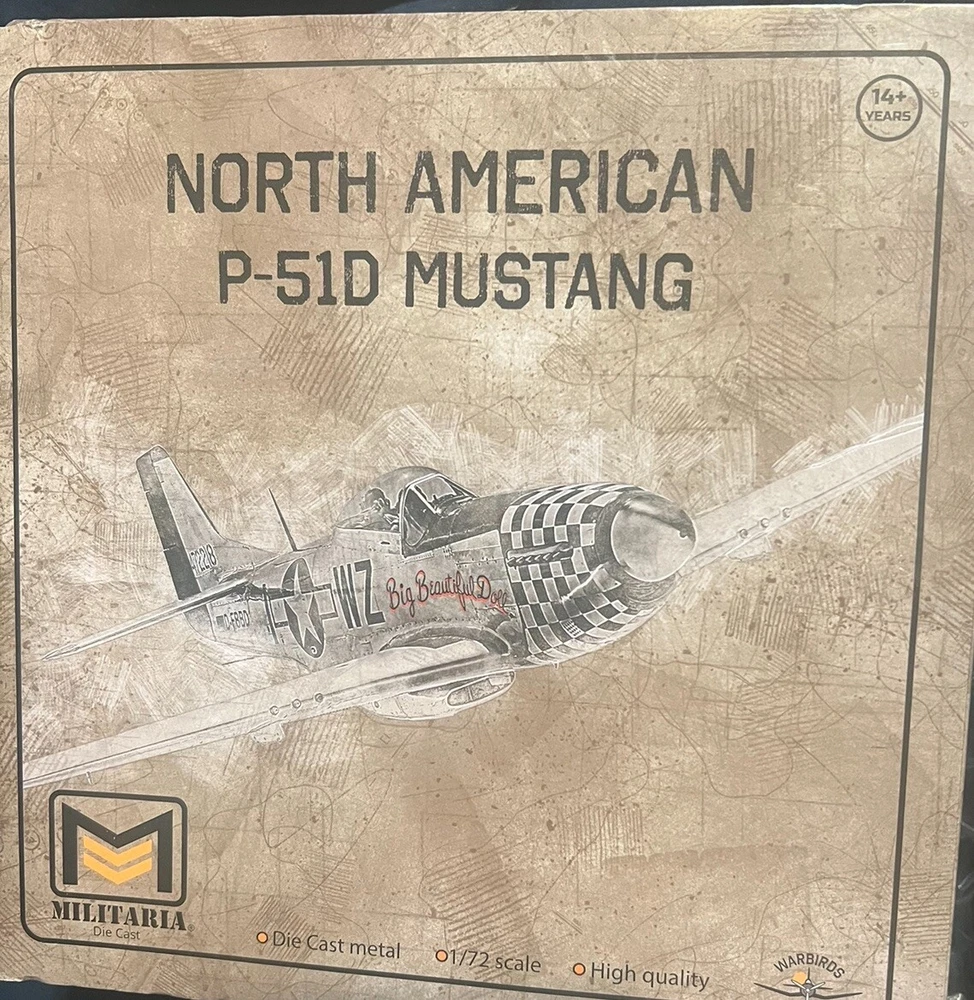 14+
YEARS
NORTH AMERICAN
P-51D MUSTANG
WZ
Big Beautiful Doll
MILITARIA
Die Cast
Die Cast metal
1/72 scale
High quality
WARBIRDS